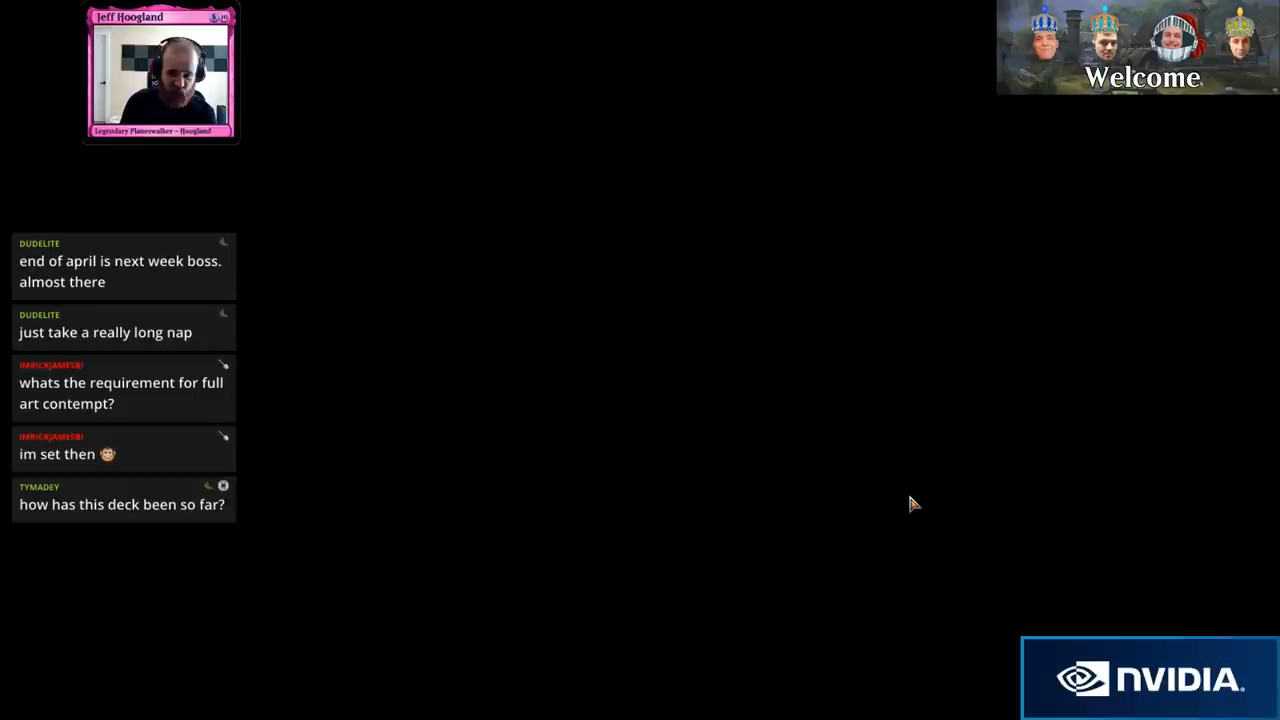 Jeff Hoogland
Legendary Planeswalker – Hoogland
Welcome
DUDELITE
end of april is next week boss.
almost there
DUDELITE
just take a really long nap
IMRICKJAMESBI
whats the requirement for full
art contempt?
IMRICKJAMESBI
im set then
TYMADEY
how has this deck been so far?
NVIDIA.